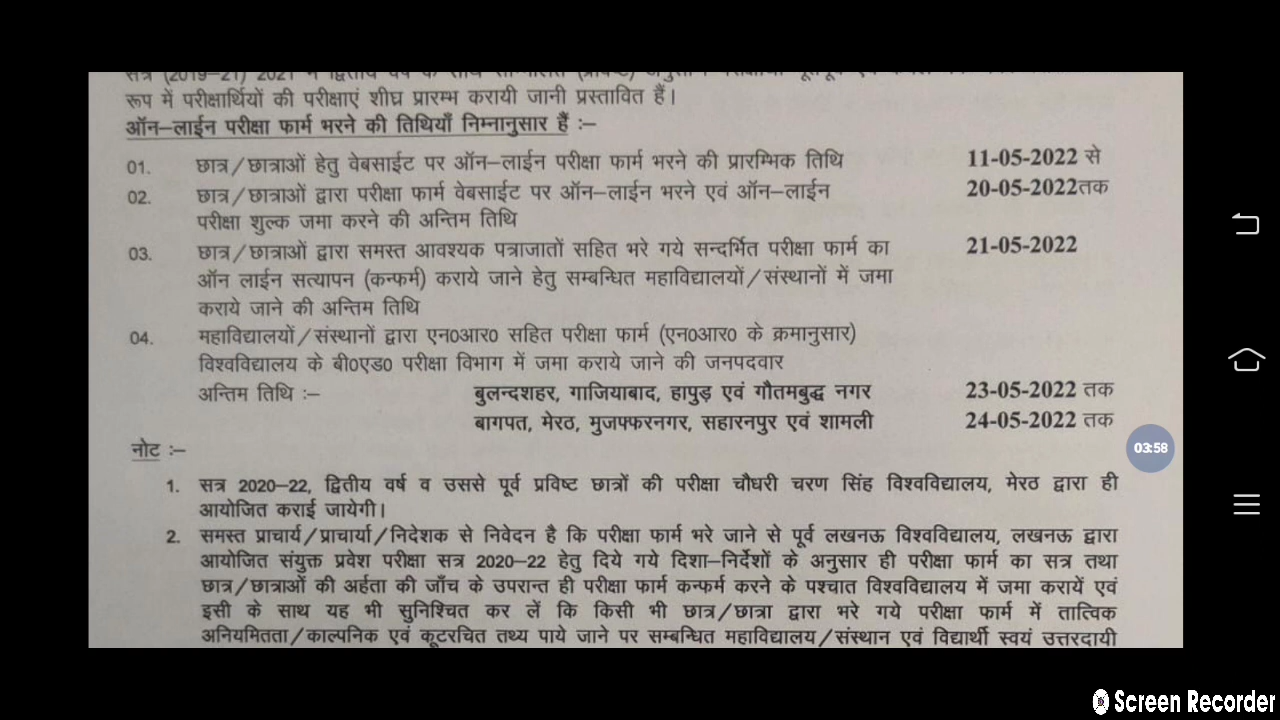 सत्र (2019–21) 2021 में द्वितीय वर्ष के साथ
रूप में परीक्षार्थियों की परीक्षाएं शीघ्र प्रारम्भ करायी जानी प्रस्तावित हैं।
ऑन–लाईन परीक्षा फार्म भरने की तिथियाँ निम्नानुसार हैं :–
01. छात्र/छात्राओं हेतु वेबसाईट पर ऑन–लाईन परीक्षा फार्म भरने की प्रारम्भिक तिथि 11-05-2022 से
02. छात्र/छात्राओं द्वारा परीक्षा फार्म वेबसाईट पर ऑन–लाईन भरने एवं ऑन–लाईन 20-05-2022तक
परीक्षा शुल्क जमा करने की अन्तिम तिथि
03. छात्र/छात्राओं द्वारा समस्त आवश्यक पत्राजातों सहित भरे गये सन्दर्भित परीक्षा फार्म का 21-05-2022
ऑन लाईन सत्यापन (कन्फर्म) कराये जाने हेतु सम्बन्धित महाविद्यालयों/संस्थानों में जमा
कराये जाने की अन्तिम तिथि
04. महाविद्यालयों/संस्थानों द्वारा एन0आर0 सहित परीक्षा फार्म (एन0आर0 के क्रमानुसार)
विश्वविद्यालय के बी0एड0 परीक्षा विभाग में जमा कराये जाने की जनपदवार
अन्तिम तिथि :– बुलन्दशहर, गाजियाबाद, हापुड़ एवं गौतमबुद्ध नगर 23-05-2022 तक
बागपत, मेरठ, मुजफ्फरनगर, सहारनपुर एवं शामली 24-05-2022 तक
03:58
नोट :–
1. सत्र 2020–22, द्वितीय वर्ष व उससे पूर्व प्रविष्ट छात्रों की परीक्षा चौधरी चरण सिंह विश्वविद्यालय, मेरठ द्वारा ही
आयोजित कराई जायेगी।
2. समस्त प्राचार्य/प्राचार्या/निदेशक से निवेदन है कि परीक्षा फार्म भरे जाने से पूर्व लखनऊ विश्वविद्यालय, लखनऊ द्वारा
आयोजित संयुक्त प्रवेश परीक्षा सत्र 2020–22 हेतु दिये गये दिशा–निर्देशों के अनुसार ही परीक्षा फार्म का सत्र तथा
छात्र/छात्राओं की अर्हता की जाँच के उपरान्त ही परीक्षा फार्म कन्फर्म करने के पश्चात विश्वविद्यालय में जमा करायें एवं
इसी के साथ यह भी सुनिश्चित कर लें कि किसी भी छात्र/छात्रा द्वारा भरे गये परीक्षा फार्म में तात्विक
अनियमितता/काल्पनिक एवं कूटरचित तथ्य पाये जाने पर सम्बन्धित महाविद्यालय/संस्थान एवं विद्यार्थी स्वयं उत्तरदायी
Screen Recorder